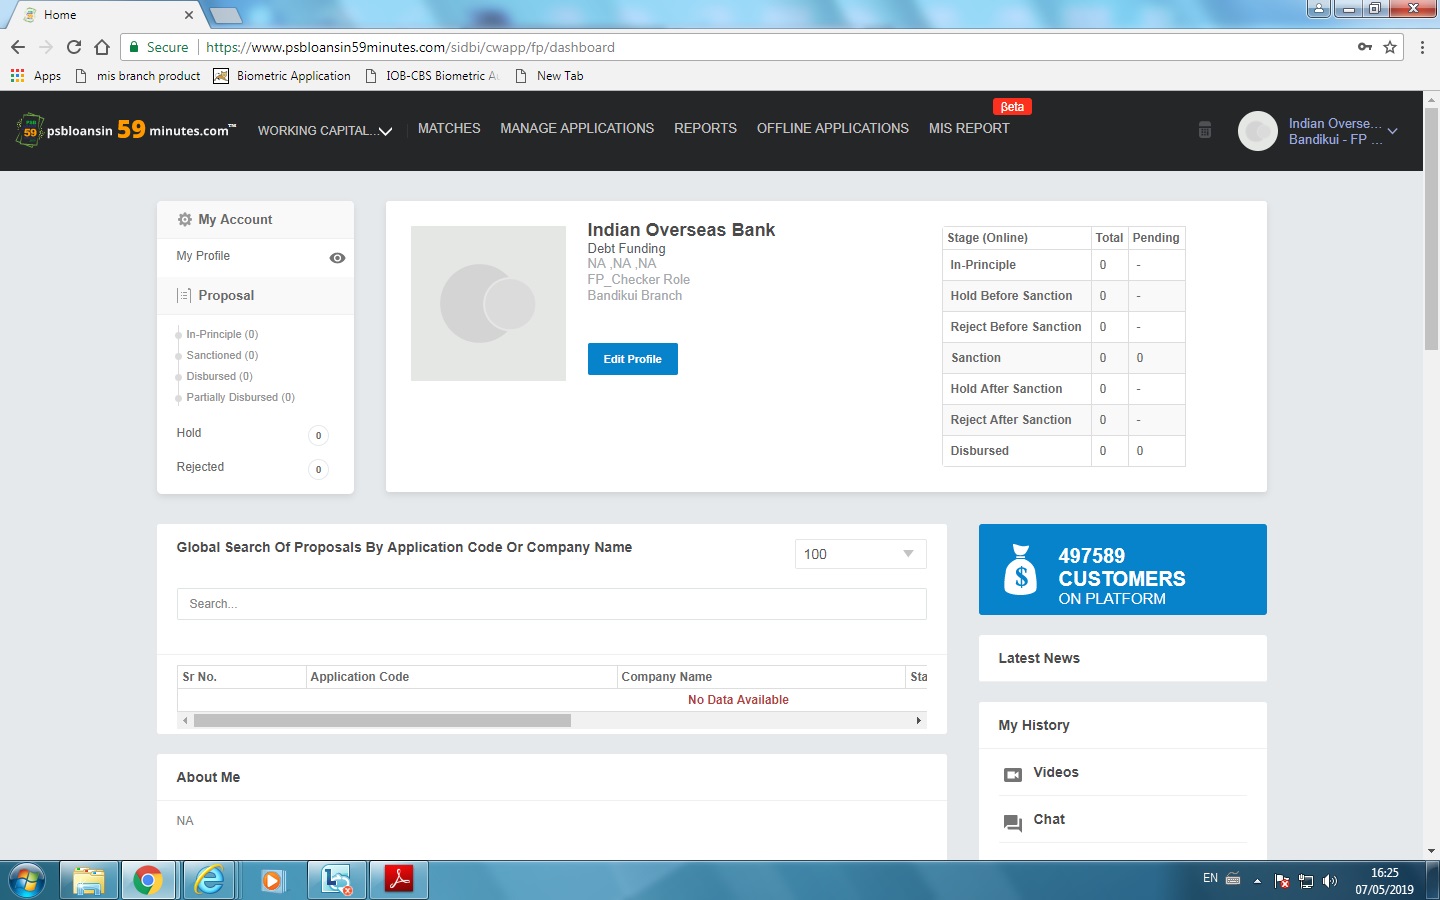 Home
Secure https://www.psbloansin59minutes.com/sidbi/cwapp/fp/dashboard
Apps mis branch product Biometric Application IOB-CBS Biometric Au New Tab
βeta
PSB 59 psbloansin 59 minutes.com™ WORKING CAPITAL... MATCHES MANAGE APPLICATIONS REPORTS OFFLINE APPLICATIONS MIS REPORT
Indian Overse...
Bandikui - FP ...
My Account
My Profile
Proposal
In-Principle (0)
Sanctioned (0)
Disbursed (0)
Partially Disbursed (0)
Hold 0
Rejected 0
Indian Overseas Bank
Debt Funding
NA ,NA ,NA
FP_Checker Role
Bandikui Branch
Edit Profile
Stage (Online) Total Pending
In-Principle 0 -
Hold Before Sanction 0 -
Reject Before Sanction 0 -
Sanction 0 0
Hold After Sanction 0 -
Reject After Sanction 0 -
Disbursed 0 0
Global Search Of Proposals By Application Code Or Company Name 100
Search...
Sr No. Application Code Company Name Sta
No Data Available
497589
CUSTOMERS
ON PLATFORM
Latest News
My History
Videos
Chat
About Me
NA
EN 16:25
07/05/2019